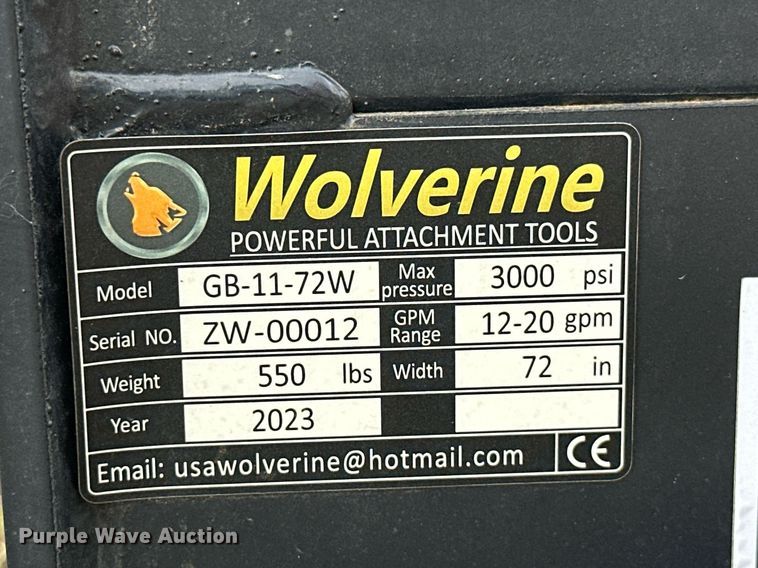 Wolverine
POWERFUL ATTACHMENT TOOLS
Model GB-11-72W Max pressure 3000 psi
Serial NO. ZW-00012 GPM Range 12-20 gpm
Weight 550 lbs Width 72 in
Year 2023
Email: usawolverine@hotmail.com CE
Purple Wave Auction